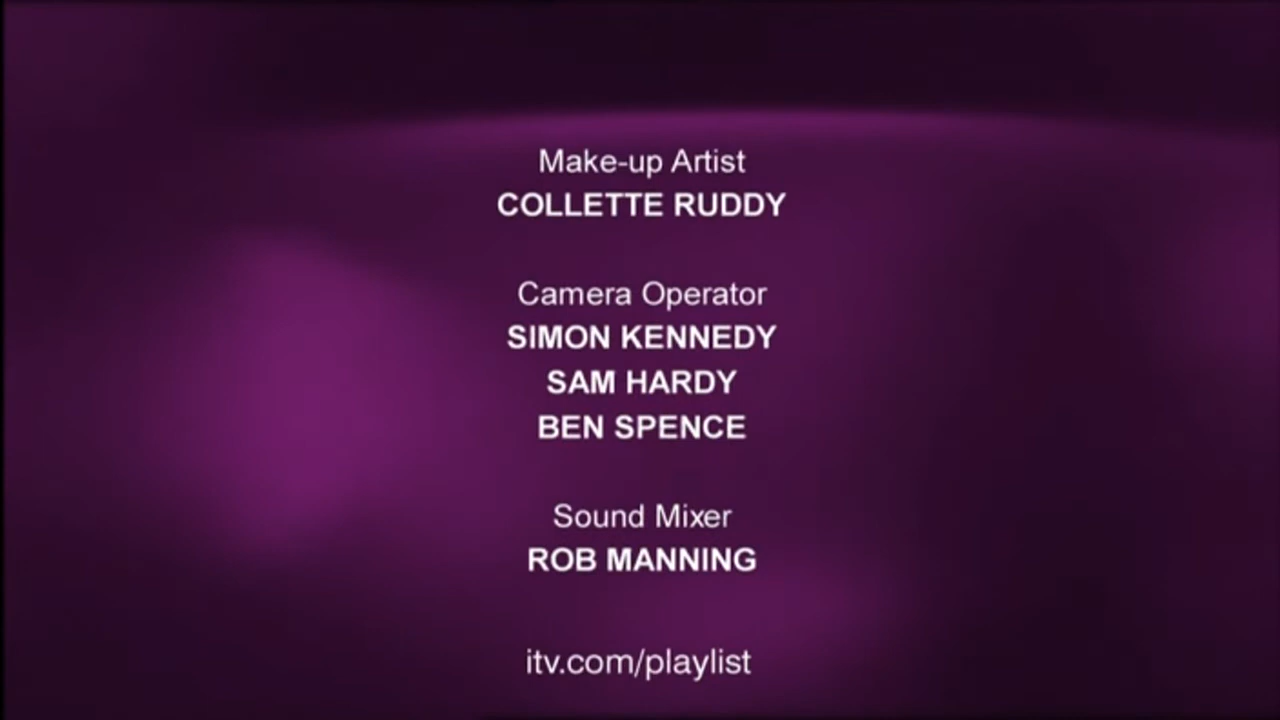 Make-up Artist
COLLETTE RUDDY
Camera Operator
SIMON KENNEDY
SAM HARDY
BEN SPENCE
Sound Mixer
ROB MANNING
itv.com/playlist